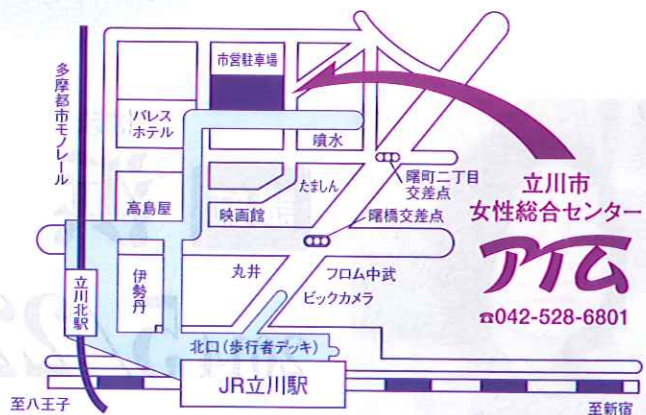 市営駐車場
多摩都市モノレール
パレス
ホテル
噴水
曙町二丁目
交差点
たましん
高島屋
映画館
曙橋交差点
立川市
女性総合センター
アイム
☎042-528-6801
丸井
フロム中武
ビックカメラ
伊勢丹
立川北駅
北口(歩行者デッキ)
JR立川駅
至八王子
至新宿